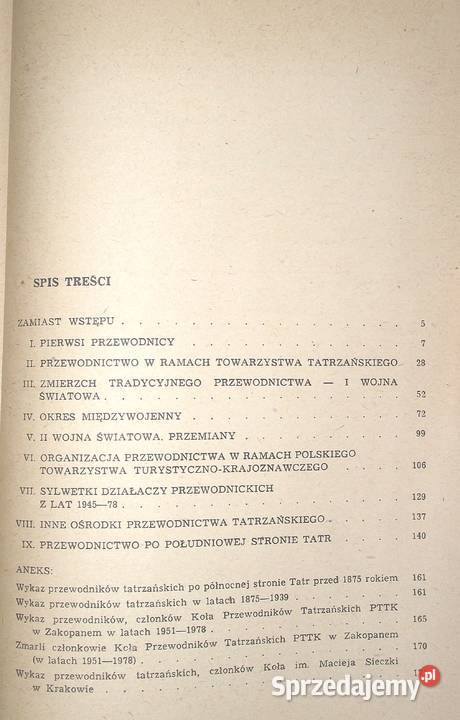 SPIS TREŚCI
ZAMIAST WSTĘPU . . . . . . . . . . . . 5
I. PIERWSI PRZEWODNICY . . . . . . . . . . 7
II. PRZEWODNICTWO W RAMACH TOWARZYSTWA TATRZAŃSKIEGO 28
III. ZMIERZCH TRADYCYJNEGO PRZEWODNICTWA — I WOJNA
ŚWIATOWA . . . . . . . . . . . . . 52
IV. OKRES MIĘDZYWOJENNY . . . . . . . . . . 72
V. II WOJNA ŚWIATOWA. PRZEMIANY . . . . . . . 99
VI. ORGANIZACJA PRZEWODNICTWA W RAMACH POLSKIEGO
TOWARZYSTWA TURYSTYCZNO-KRAJOZNAWCZEGO . . . . 106
VII. SYLWETKI DZIAŁACZY PRZEWODNICKICH
Z LAT 1945—78 . . . . . . . . . . . . 129
VIII. INNE OŚRODKI PRZEWODNICTWA TATRZAŃSKIEGO . . . . 137
IX. PRZEWODNICTWO PO POŁUDNIOWEJ STRONIE TATR . . . 140
ANEKS:
Wykaz przewodników tatrzańskich po północnej stronie Tatr przed 1875 rokiem 161
Wykaz przewodników tatrzańskich w latach 1875—1939 . . . . . 161
Wykaz przewodników, członków Koła Przewodników Tatrzańskich PTTK
w Zakopanem w latach 1951—1978 . . . . . . . . . 165
Zmarli członkowie Koła Przewodników Tatrzańskich PTTK w Zakopanem
(w latach 1951—1978) . . . . . . . . . . . 170
Wykaz przewodników tatrzańskich, członków Koła im. Macieja Sieczki
w Krakowie . . . . . . . . . . . .
Sprzedajemy.pl